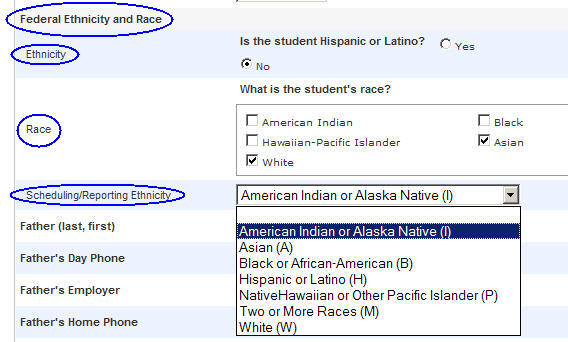 Federal Ethnicity and Race
Ethnicity
Is the student Hispanic or Latino? Yes
No
What is the student's race?
Race
American Indian Black
Hawaiian-Pacific Islander Asian
White
Scheduling/Reporting Ethnicity American Indian or Alaska Native (I)
Father (last, first)
Father's Day Phone
Father's Employer
Father's Home Phone
American Indian or Alaska Native (I)
Asian (A)
Black or African-American (B)
Hispanic or Latino (H)
NativeHawaiian or Other Pacific Islander (P)
Two or More Races (M)
White (W)